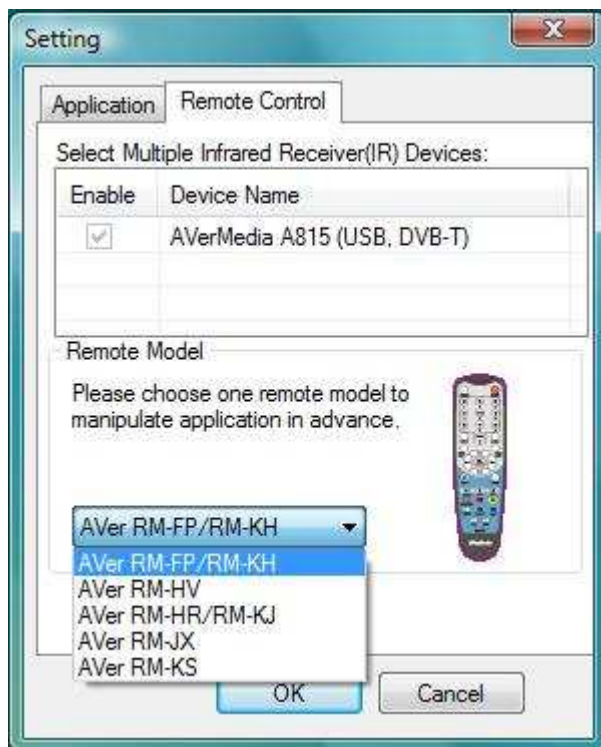 Setting
Application
Remote Control
Select Multiple Infrared Receiver(IR) Devices:
Enable Device Name
AVerMedia A815 (USB, DVB-T)
Remote Model
Please choose one remote model to
manipulate application in advance.
AVer RM-FP/RM-KH
AVer RM-FP/RM-KH
AVer RM-HV
AVer RM-HR/RM-KJ
AVer RM-JX
AVer RM-KS
OK
Cancel